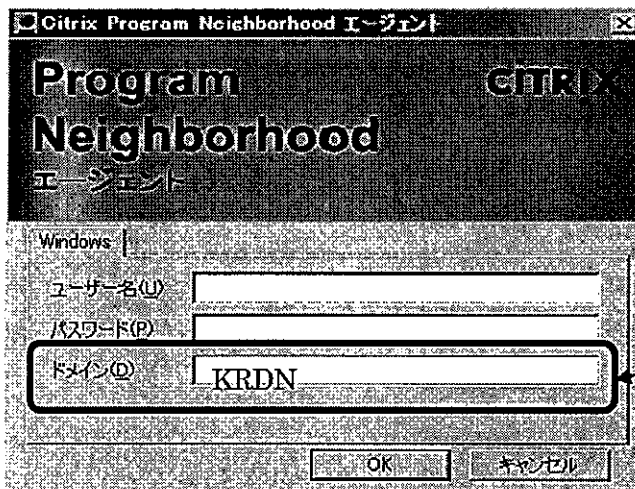 Citrix Program Neighborhood エージェント
Program
Neighborhood
CITRIX
エージェント
Windows
ユーザー名(U)
パスワード(P)
ドメイン(D)
KRDN
OK
キャンセル